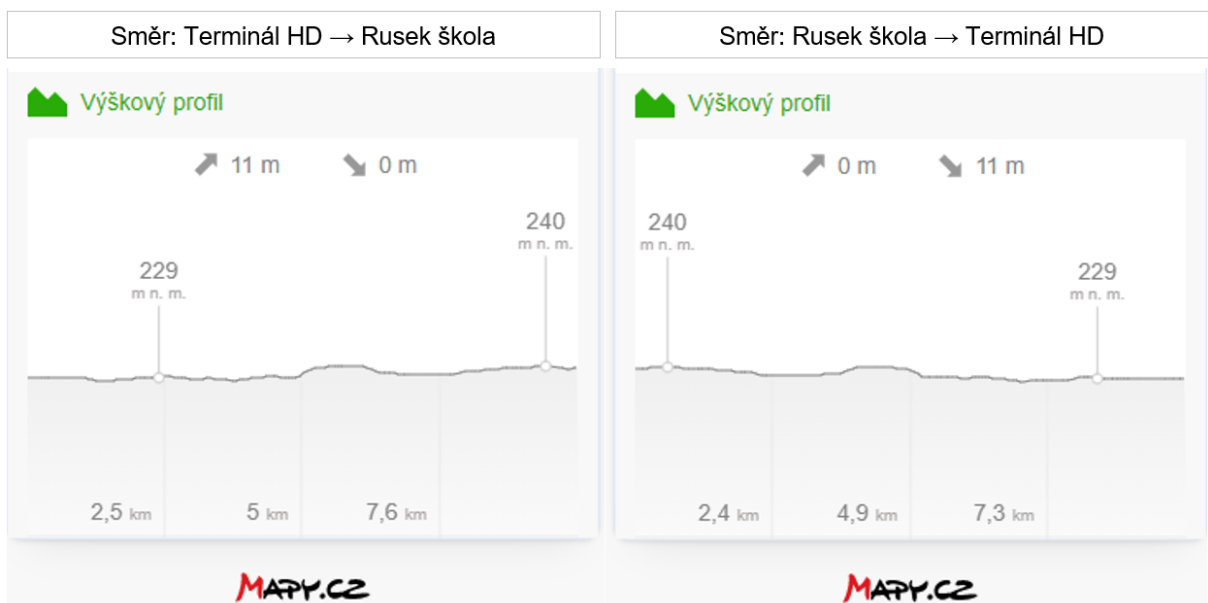 Směr: Terminál HD → Rusek škola
Výškový profil
11 m 0 m
240
m n. m.
229
m n. m.
2,5 km 5 km 7,6 km
MAPY.CZ
Směr: Rusek škola → Terminál HD
Výškový profil
0 m 11 m
240
m n. m.
229
m n. m.
2,4 km 4,9 km 7,3 km
MAPY.CZ